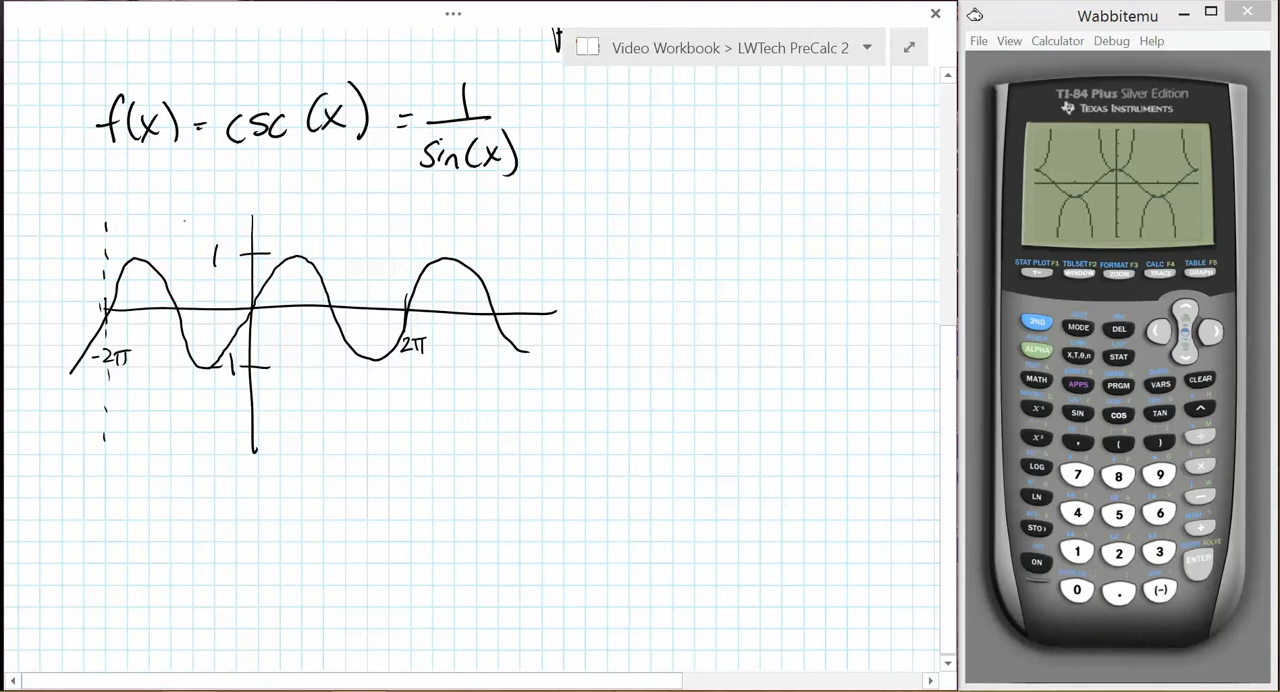 ...
Video Workbook > LWTech PreCalc 2
f(x) = csc(x) = 1
sin(x)
1
-2π
1
2π
Wabbitemu
File View Calculator Debug Help
TI-84 Plus Silver Edition
TEXAS INSTRUMENTS
STAT PLOT F1 TBLSET F2 FORMAT F3 CALC F4 TABLE F5
Y= WINDOW ZOOM TRACE GRAPH
2ND MODE DEL
ALPHA X,T,θ,n STAT
MATH APPS PRGM VARS CLEAR
x⁻¹ SIN COS TAN ^
x² , ( ) ÷
LOG 7 8 9 ×
LN 4 5 6 −
STO› 1 2 3 +
ON 0 . (-) ENTER